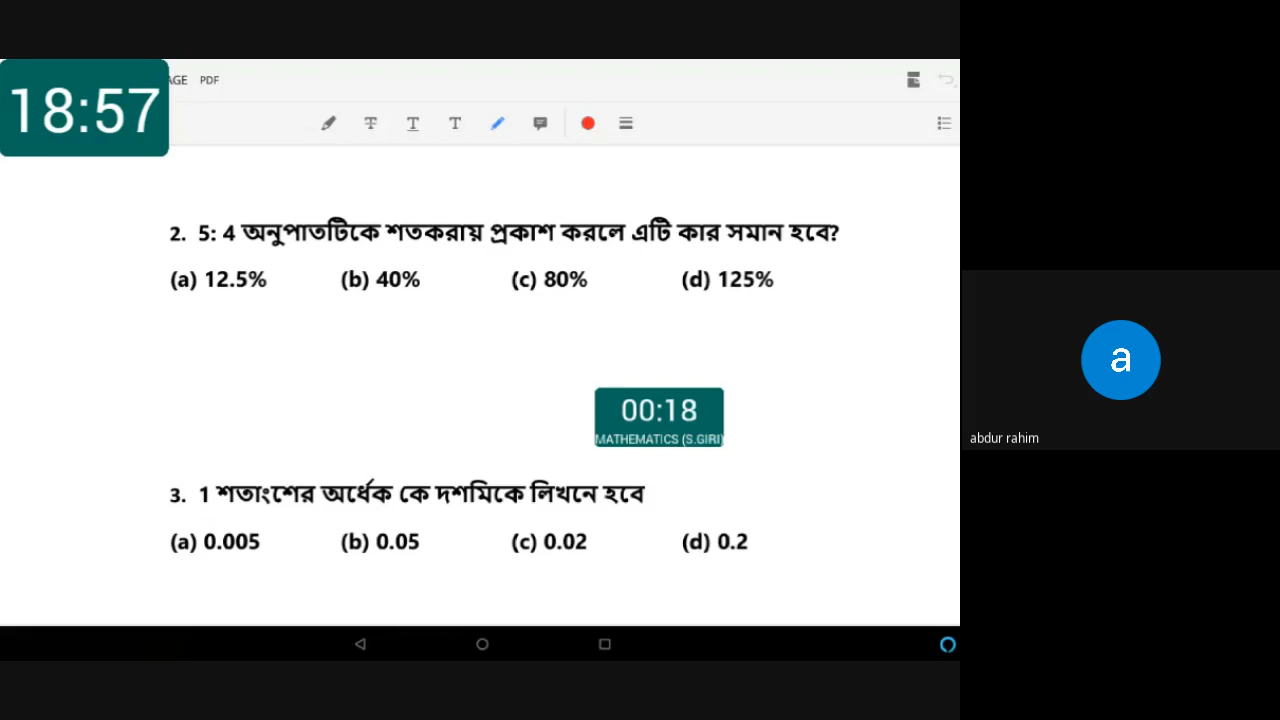 18:57
AGE PDF
2. 5: 4 অনুপাতটিকে শতকরায় প্রকাশ করলে এটি কার সমান হবে?
(a) 12.5% (b) 40% (c) 80% (d) 125%
00:18
MATHEMATICS (S.GIRI)
3. 1 শতাংশের অর্ধেক কে দশমিকে লিখনে হবে
(a) 0.005 (b) 0.05 (c) 0.02 (d) 0.2
a
abdur rahim